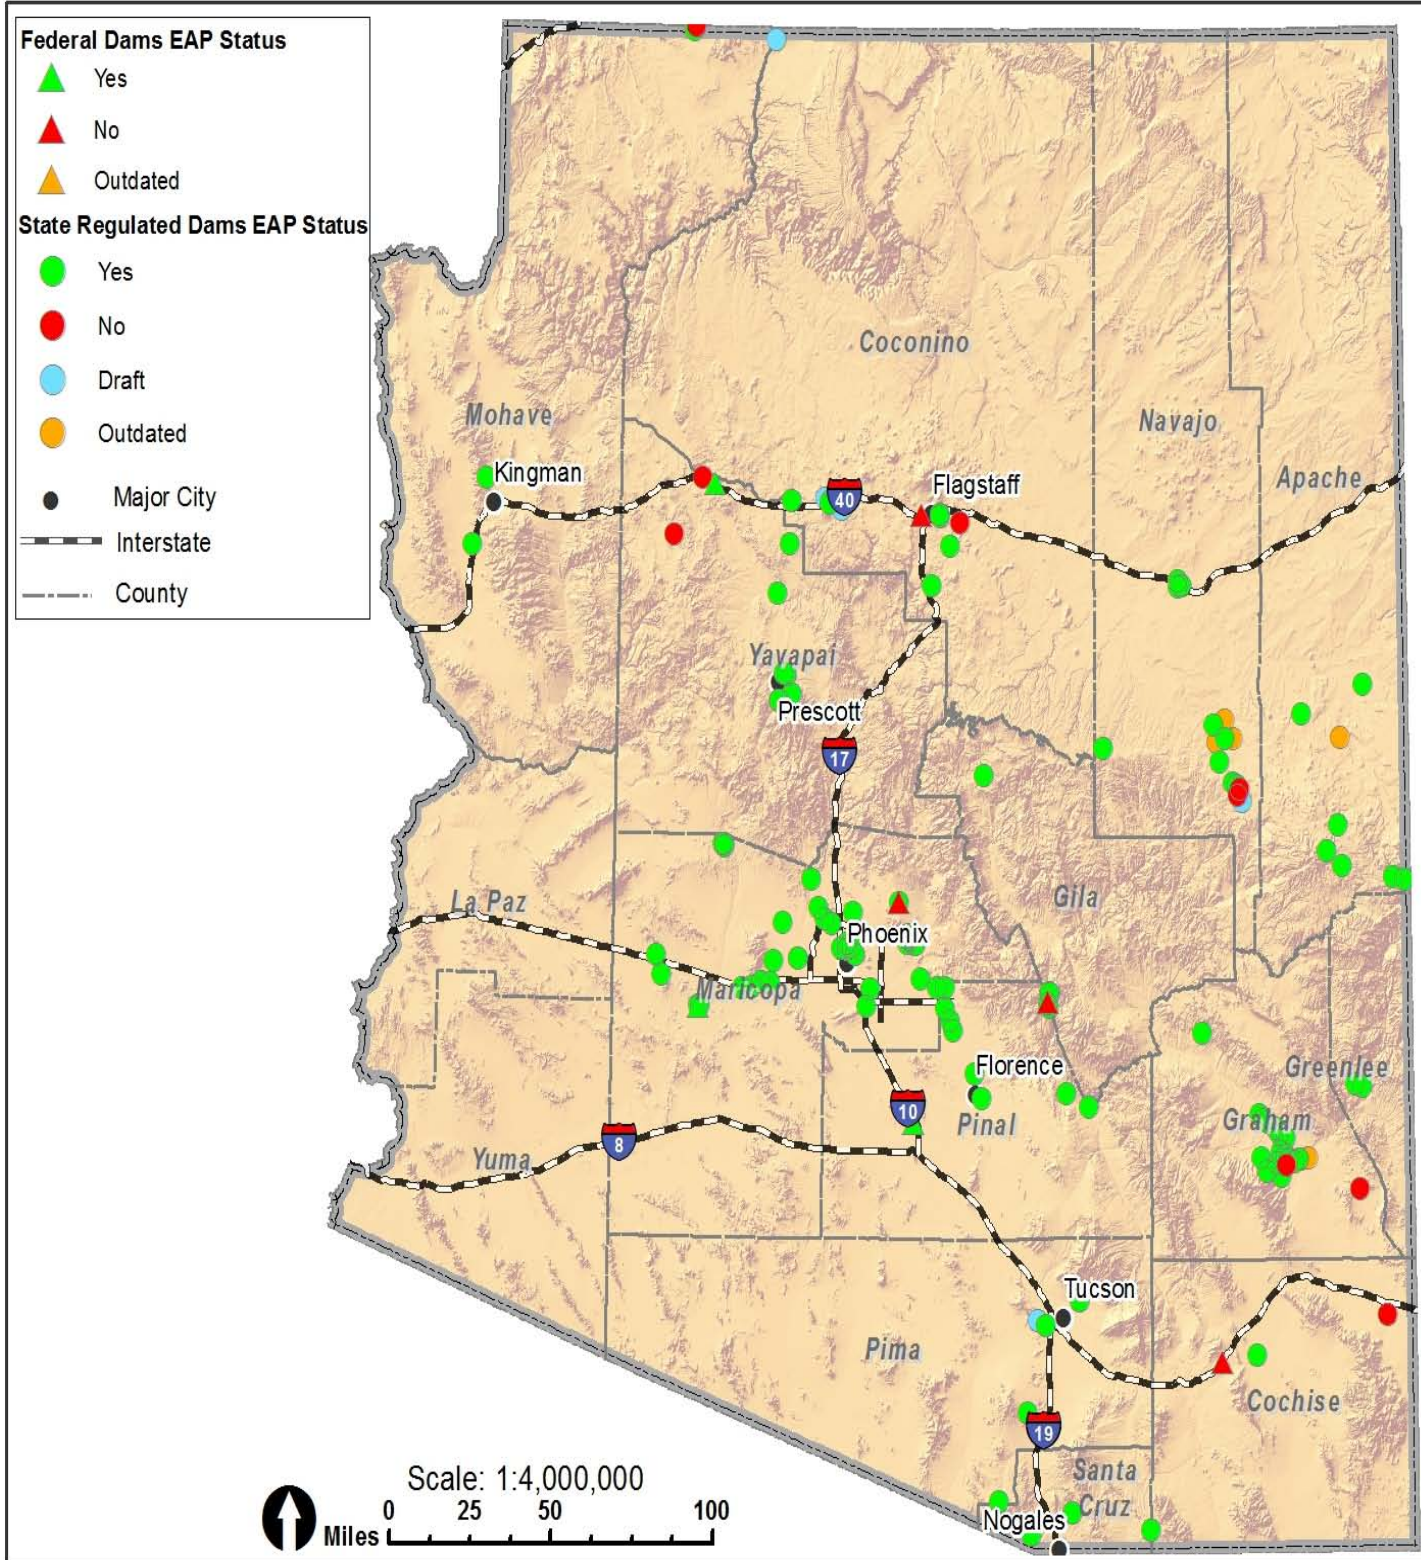 Federal Dams EAP Status
Yes
No
Outdated
State Regulated Dams EAP Status
Yes
No
Draft
Outdated
Major City
Interstate
County
Coconino
Mohave
Navajo
Apache
Kingman
Flagstaff
40
Yavapai
Prescott
17
La Paz
Gila
Phoenix
Maricopa
Florence
Greenlee
10
Graham
Pinal
8
Yuma
Tucson
Pima
Cochise
19
Santa
Cruz
Nogales
Scale: 1:4,000,000
0 25 50 100
Miles